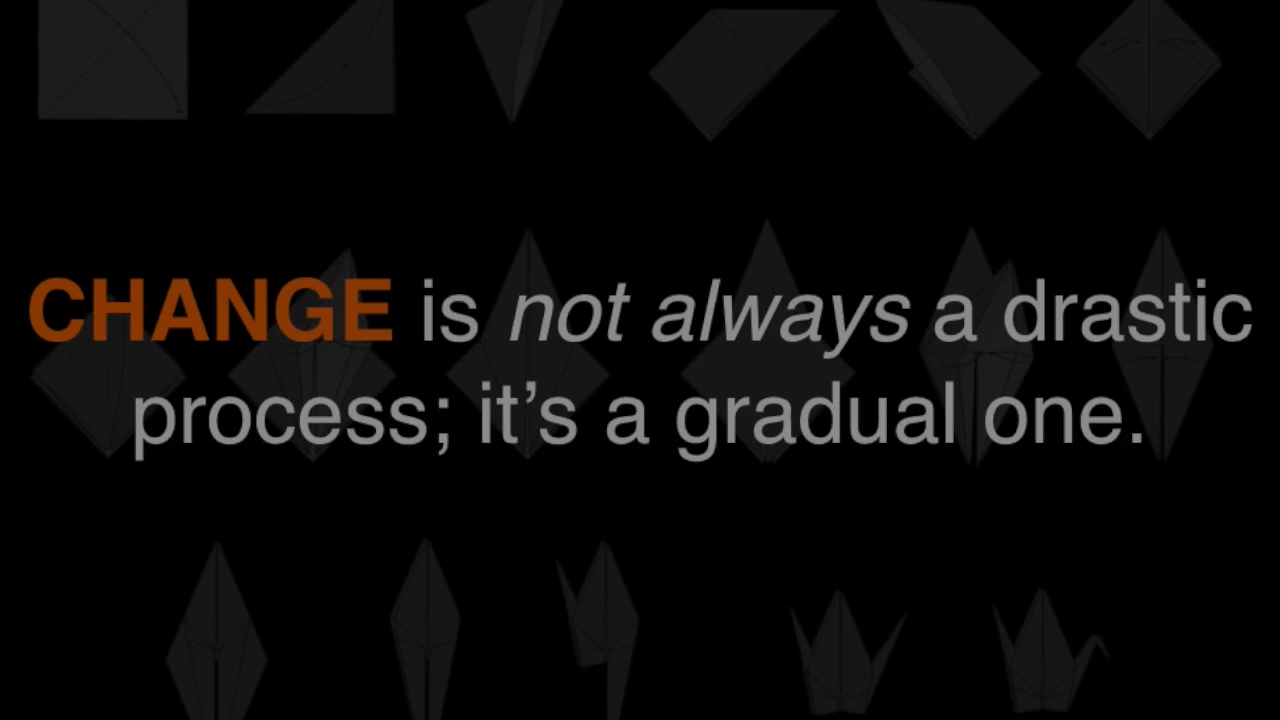 CHANGE is not always a drastic
process; it’s a gradual one.